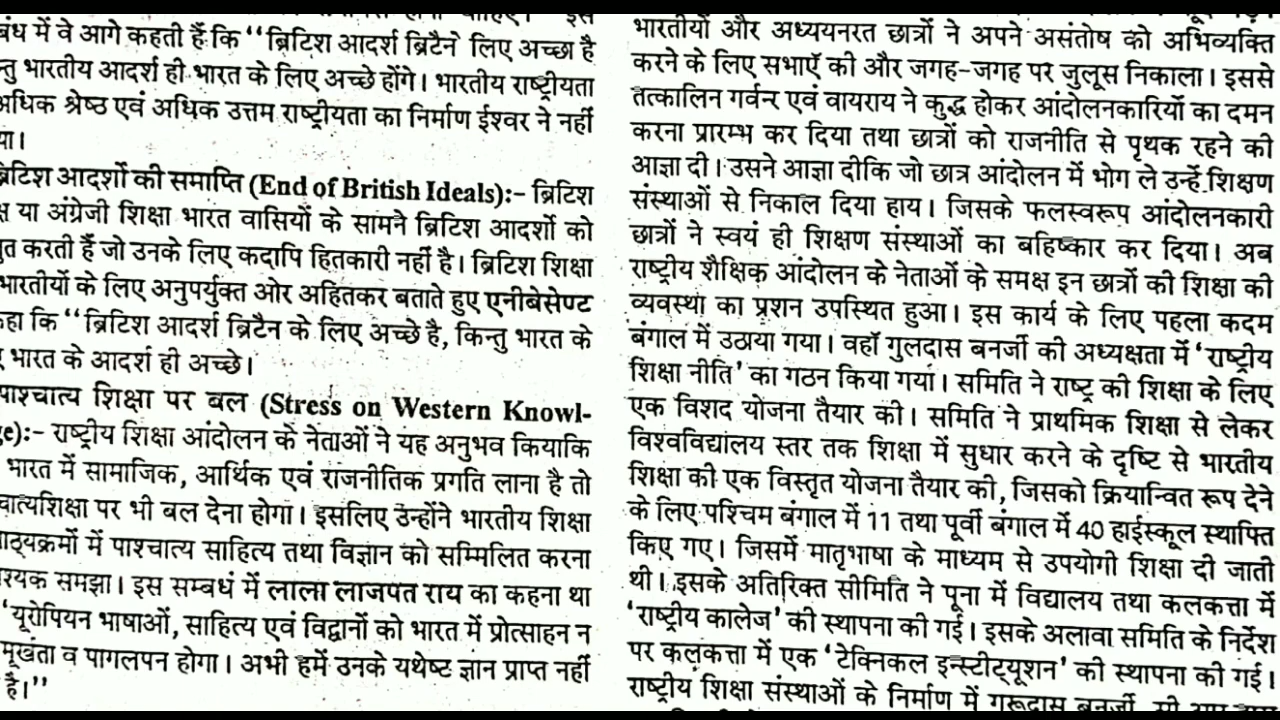 बंध में वे आगे कहती हैं कि ‘‘ब्रिटिश आदर्श ब्रिटैने लिए अच्छा है
न्तु भारतीय आदर्श ही भारत के लिए अच्छे होंगे। भारतीय राष्ट्रीयता
अधिक श्रेष्ठ एवं अधिक उत्तम राष्ट्रीयता का निर्माण ईश्वर ने नहीं
या।
ब्रिटिश आदर्शों की समाप्ति (End of British Ideals):- ब्रिटिश
क्ष या अंग्रेजी शिक्षा भारत वासियों के सामने ब्रिटिश आदर्शों को
तुत करती हैं जो उनके लिए कदापि हितकारी नहीं है। ब्रिटिश शिक्षा
भारतीयों के लिए अनुपर्युक्त ओर अहितकर बताते हुए एनीबेसेण्ट
कहा कि ‘‘ब्रिटिश आदर्श ब्रिटैन के लिए अच्छे है, किन्तु भारत के
ए भारत के आदर्श ही अच्छे।
पाश्चात्य शिक्षा पर बल (Stress on Western Knowl-
ge):- राष्ट्रीय शिक्षा आंदोलन के नेताओं ने यह अनुभव कियाकि
भारत में सामाजिक, आर्थिक एवं राजनीतिक प्रगति लाना है तो
चात्यशिक्षा पर भी बल देना होगा। इसलिए उन्होंने भारतीय शिक्षा
पाठ्यक्रमों में पाश्चात्य साहित्य तथा विज्ञान को सम्मिलित करना
श्यक समझा। इस सम्बधं में लाला लाजपत राय का कहना था
‘यूरोपियन भाषाओं, साहित्य एवं विद्वानों को भारत में प्रोत्साहन न
मूर्खता व पागलपन होगा। अभी हमें उनके यथेष्ट ज्ञान प्राप्त नहीं
है।’’
भारतीयों और अध्ययनरत छात्रों ने अपने असंतोष को अभिव्यक्ति
करने के लिए सभाएॅ की और जगह-जगह पर जुलूस निकाला। इससे
तत्कालिन गर्वन्र एवं वायराय ने कुद्ध होकर आंदोलनकारियों का दमन
करना प्रारम्भ कर दिया तथा छात्रों को राजनीति से पृथक रहने की
आज्ञा दी। उसने आज्ञा दीकि जो छात्र आंदोलन में भोग ले उन्हें शिक्षण
संस्थाओं से निकाल दिया हाय। जिसके फलस्वरूप आंदोलनकारी
छात्रों ने स्वयं ही शिक्षण संस्थाओं का बहिष्कार कर दिया। अब
राष्ट्रीय शैक्षिक आंदोलन के नेताओं के समक्ष इन छात्रों की शिक्षा की
व्यवस्था का प्रशन उपस्थित हुआ। इस कार्य के लिए पहला कदम
बंगाल में उठाया गया। वहॉ गुलदास बनर्जी की अध्यक्षता में ‘राष्ट्रीय
शिक्षा नीति’ का गठन किया गया। समिति ने राष्ट्र की शिक्षा के लिए
एक विशद योजना तैयार की। समिति ने प्राथमिक शिक्षा से लेकर
विश्वविद्यालय स्तर तक शिक्षा में सुधार करने के दृष्टि से भारतीय
शिक्षा की एक विस्तृत योजना तैयार की, जिसको क्रियान्वित रूप देने
के लिए पश्चिम बंगाल में 11 तथा पूर्वी बंगाल में 40 हाईस्कूल स्थाप्ति
किए गए। जिसमें मातृभाषा के माध्यम से उपयोगी शिक्षा दी जाती
थी। इसके अतिरिक्त सीमिति ने पूना में विद्यालय तथा कलकत्ता में
‘राष्ट्रीय कालेज’ की स्थापना की गई। इसके अलावा समिति के निर्देश
पर कलकत्ता में एक ‘टेक्निकल इन्स्टीट्यूशन’ की स्थापना की गई।
राष्ट्रीय शिक्षा संस्थाओं के निर्माण में गुरूदास बनर्जी,